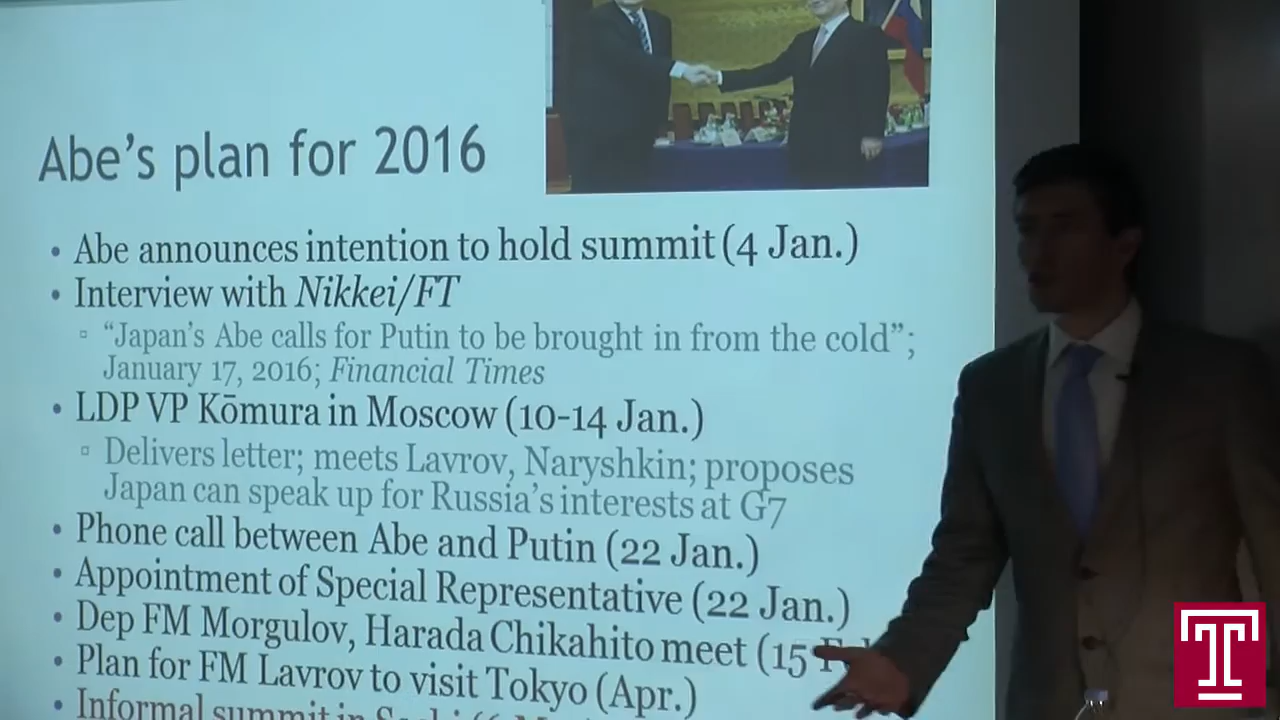 Abe's plan for 2016
• Abe announces intention to hold summit (4 Jan.)
• Interview with Nikkei/FT
▫ “Japan's Abe calls for Putin to be brought in from the cold”;
January 17, 2016; Financial Times
• LDP VP Kōmura in Moscow (10-14 Jan.)
▫ Delivers letter; meets Lavrov, Naryshkin; proposes
Japan can speak up for Russia's interests at G7
• Phone call between Abe and Putin (22 Jan.)
• Appointment of Special Representative (22 Jan.)
• Dep FM Morgulov, Harada Chikahito meet (15
• Plan for FM Lavrov to visit Tokyo (Apr.)
• Informal summit in
T